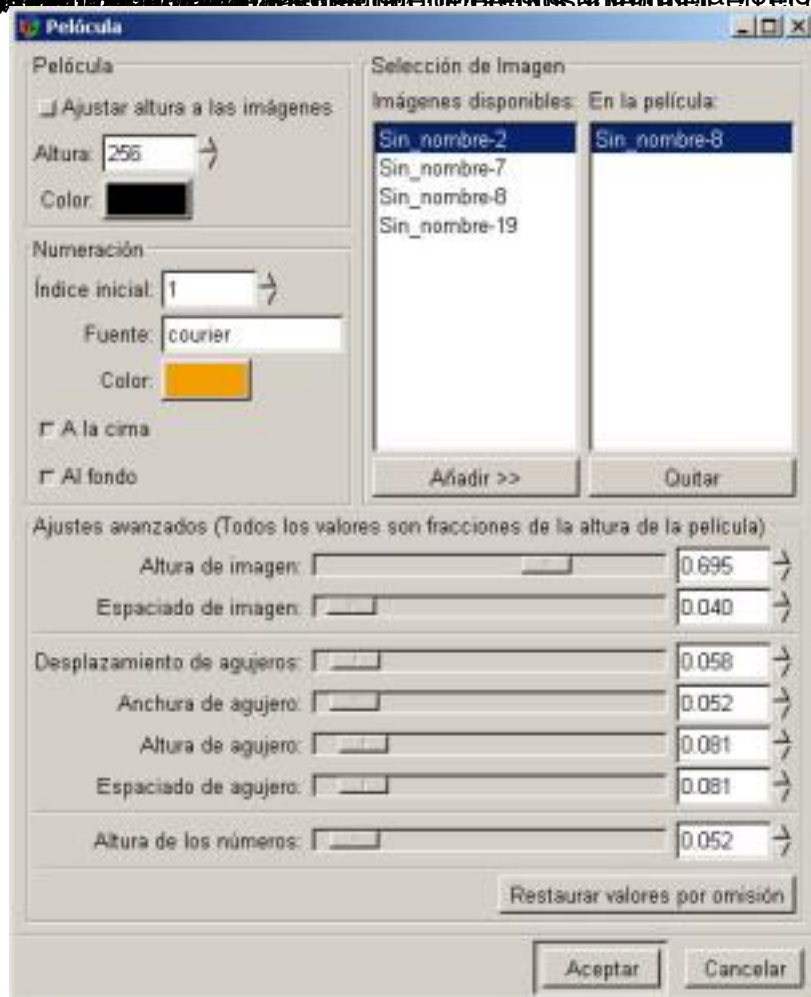 Pelócula
Pelócula
Ajustar altura a las imágenes
Altura: 256
Color:
Numeración
Índice inicial: 1
Fuente: courier
Color:
A la cima
Al fondo
Selección de Imagen
Imágenes disponibles:
Sin_nombre-2
Sin_nombre-7
Sin_nombre-8
Sin_nombre-19
Añadir >>
En la película:
Sin_nombre-8
Quitar
Ajustes avanzados (Todos los valores son fracciones de la altura de la película)
Altura de imagen: 0.695
Espaciado de imagen: 0.040
Desplazamiento de agujeros: 0.058
Anchura de agujero: 0.052
Altura de agujero: 0.081
Espaciado de agujero: 0.081
Altura de los números: 0.052
Restaurar valores por omisión
Aceptar
Cancelar